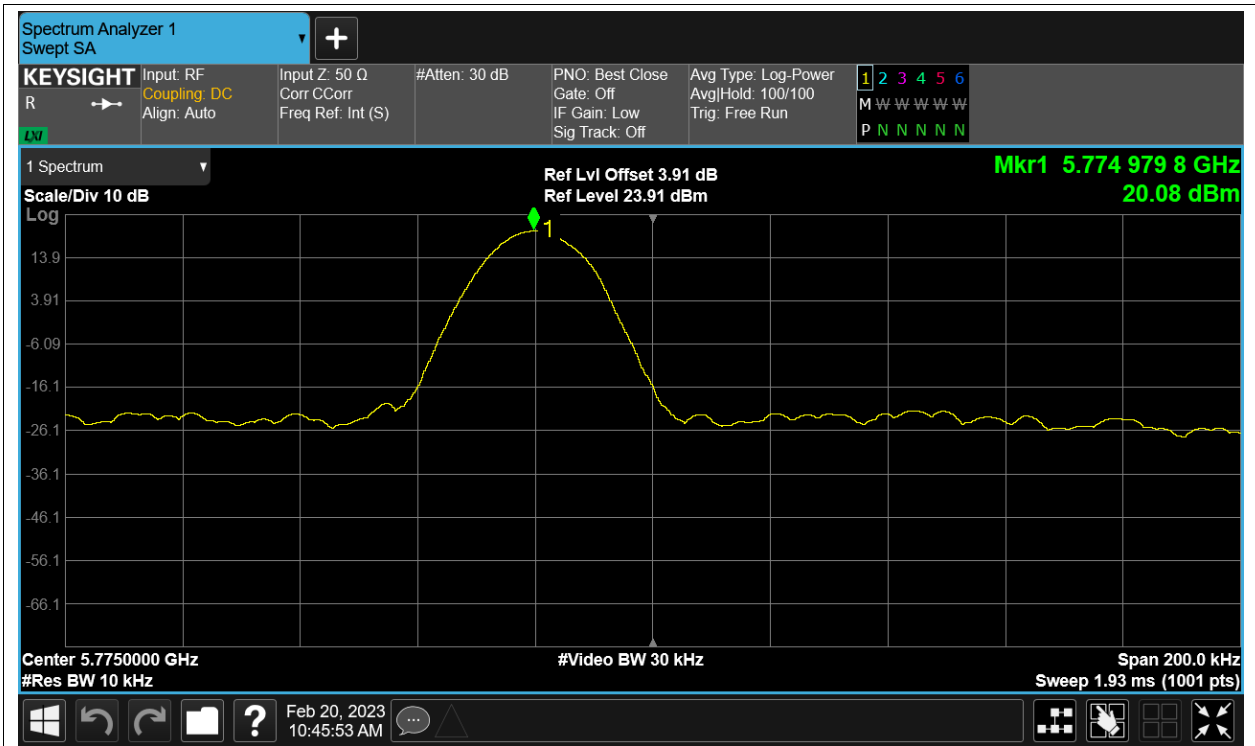 Spectrum Analyzer 1
Swept SA
KEYSIGHT
R
LXI
Input: RF
Coupling: DC
Align: Auto
Input Z: 50 Ω
Corr CCorr
Freq Ref: Int (S)
#Atten: 30 dB
PNO: Best Close
Gate: Off
IF Gain: Low
Sig Track: Off
Avg Type: Log-Power
Avg|Hold: 100/100
Trig: Free Run
1 2 3 4 5 6
M W W W W W
P N N N N N
1 Spectrum
Scale/Div 10 dB
Log
Ref Lvl Offset 3.91 dB
Ref Level 23.91 dBm
Mkr1 5.774 979 8 GHz
20.08 dBm
1
13.9
3.91
-6.09
-16.1
-26.1
-36.1
-46.1
-56.1
-66.1
Center 5.7750000 GHz
#Res BW 10 kHz
#Video BW 30 kHz
Span 200.0 kHz
Sweep 1.93 ms (1001 pts)
?
Feb 20, 2023
10:45:53 AM